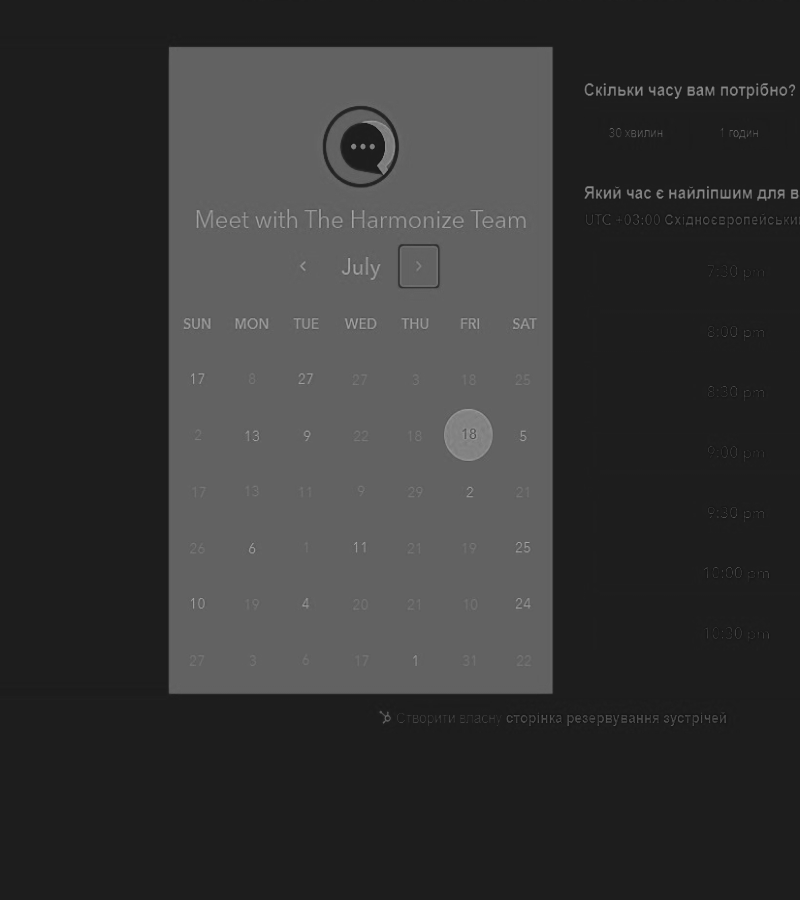 Meet with The Harmonize Team
July
SUN MON TUE WED THU FRI SAT
17 8 27 27 3 18 25
2 13 9 22 18 18 5
17 13 11 9 29 2 21
26 6 1 11 21 19 25
10 19 4 20 21 10 24
27 3 6 17 1 31 22
Скільки часу вам потрібно?
30 хвилин 1 годин
Який час є найліпшим для в
UTC +03:00 Східноєвропейськи
7:30 pm
8:00 pm
8:30 pm
9:00 pm
9:30 pm
10:00 pm
10:30 pm
Створити власну сторінка резервування зустрічей